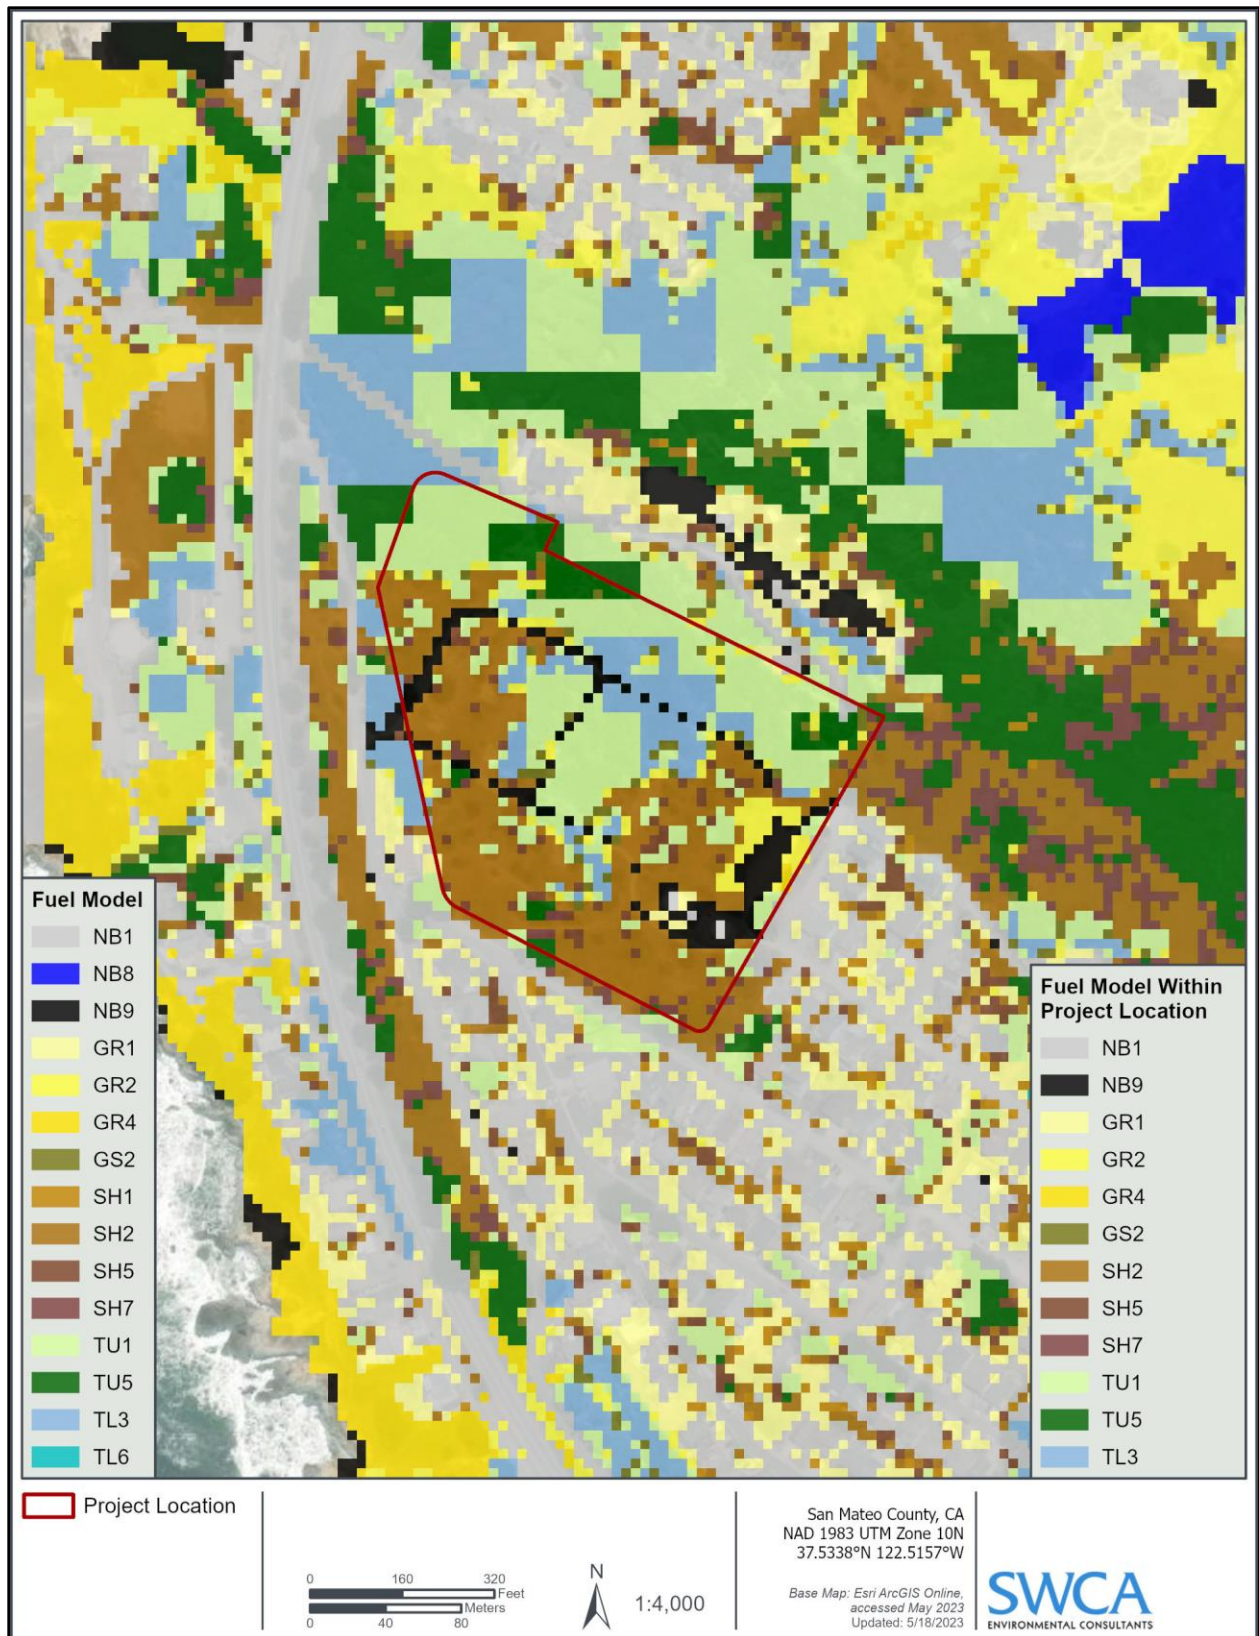 Fuel Model
NB1
NB8
NB9
GR1
GR2
GR4
GS2
SH1
SH2
SH5
SH7
TU1
TU5
TL3
TL6
Fuel Model Within
Project Location
NB1
NB9
GR1
GR2
GR4
GS2
SH2
SH5
SH7
TU1
TU5
TL3
Project Location
0 160 320
Feet
Meters
0 40 80
N
1:4,000
San Mateo County, CA
NAD 1983 UTM Zone 10N
37.5338°N 122.5157°W
Base Map: Esri ArcGIS Online,
accessed May 2023
Updated: 5/18/2023
SWCA
ENVIRONMENTAL CONSULTANTS